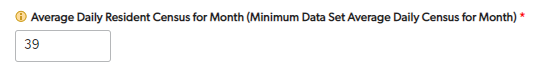 Average Daily Resident Census for Month (Minimum Data Set Average Daily Census for Month) *
39